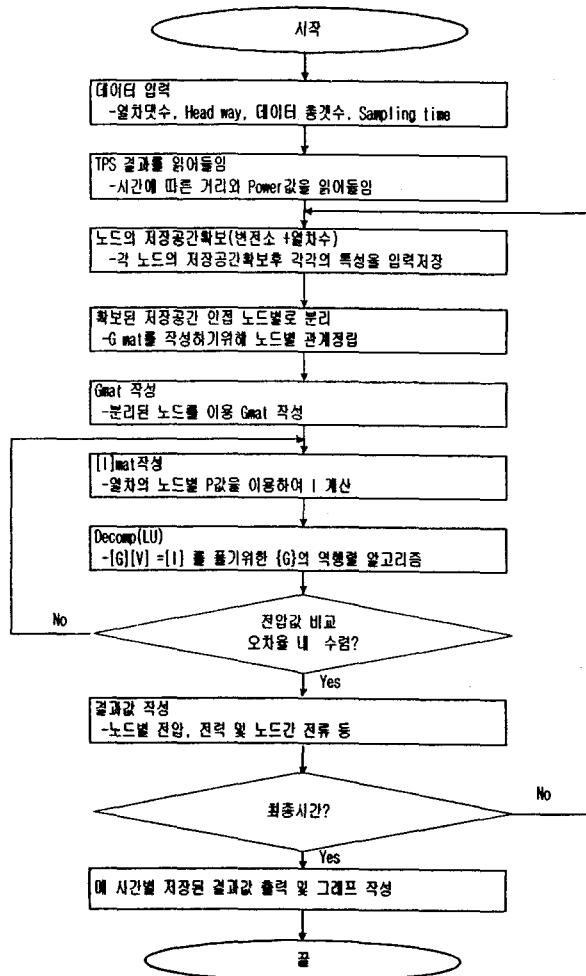 시작
데이터 입력
-열차댓수, Head way, 데이터 총갯수, Sampling time
TPS 결과를 읽어들임
-시간에 따른 거리와 Power값을 읽어들임
노드의 저장공간확보(변전소 +열차수)
-각 노드의 저장공간확보후 각각의 특성을 입력저장
확보된 저장공간 인접 노드별로 분리
-G mat를 작성하기위해 노드별 관계정립
Gmat 작성
-분리된 노드를 이용 Gmat 작성
[I]mat작성
-열차의 노드별 P값을 이용하여 I 계산
Decomp(LU)
-[G][V] =[I] 를 풀기위한 {G}의 역행렬 알고리즘
전압값 비교
오차율 내 수렴?
No
Yes
결과값 작성
-노드별 전압, 전력 및 노드간 전류 등
최종시간?
No
Yes
매 시간별 저장된 결과값 출력 및 그래프 작성
끝